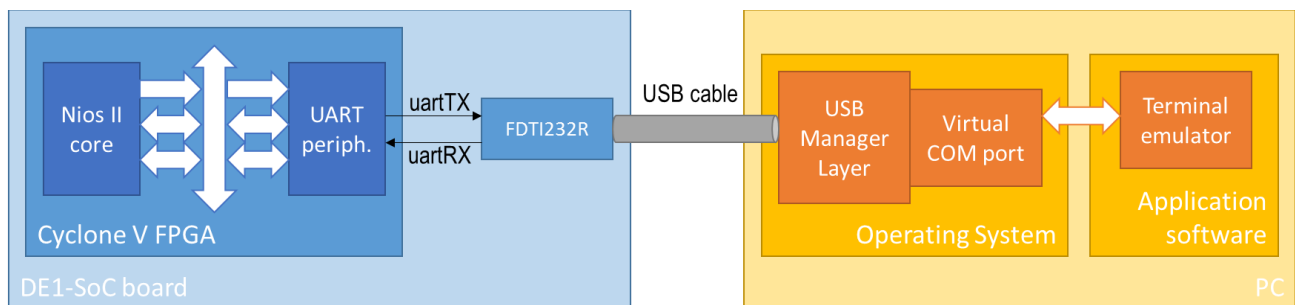 Nios II
core
UART
periph.
Cyclone V FPGA
DE1-SoC board
uartTX
uartRX
FDTI232R
USB cable
USB
Manager
Layer
Virtual
COM port
Operating System
Terminal
emulator
Application
software
PC